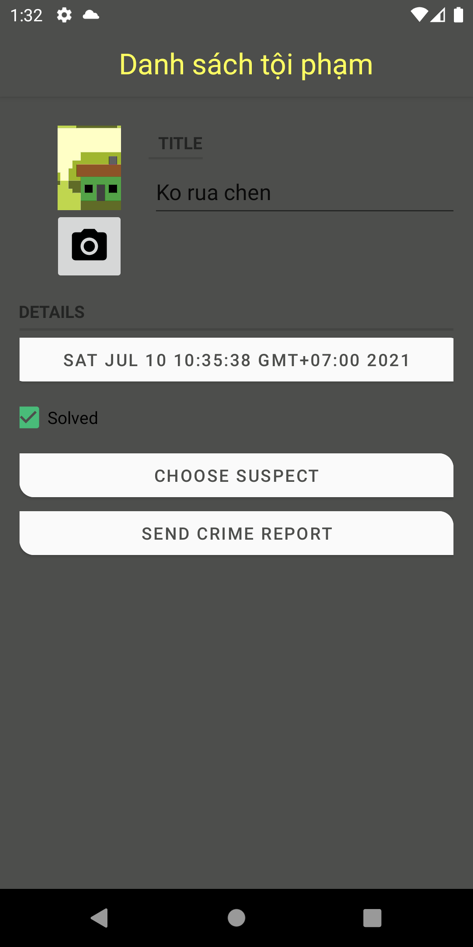 1:32
Danh sách tội phạm
TITLE
Ko rua chen
DETAILS
SAT JUL 10 10:35:38 GMT+07:00 2021
Solved
CHOOSE SUSPECT
SEND CRIME REPORT